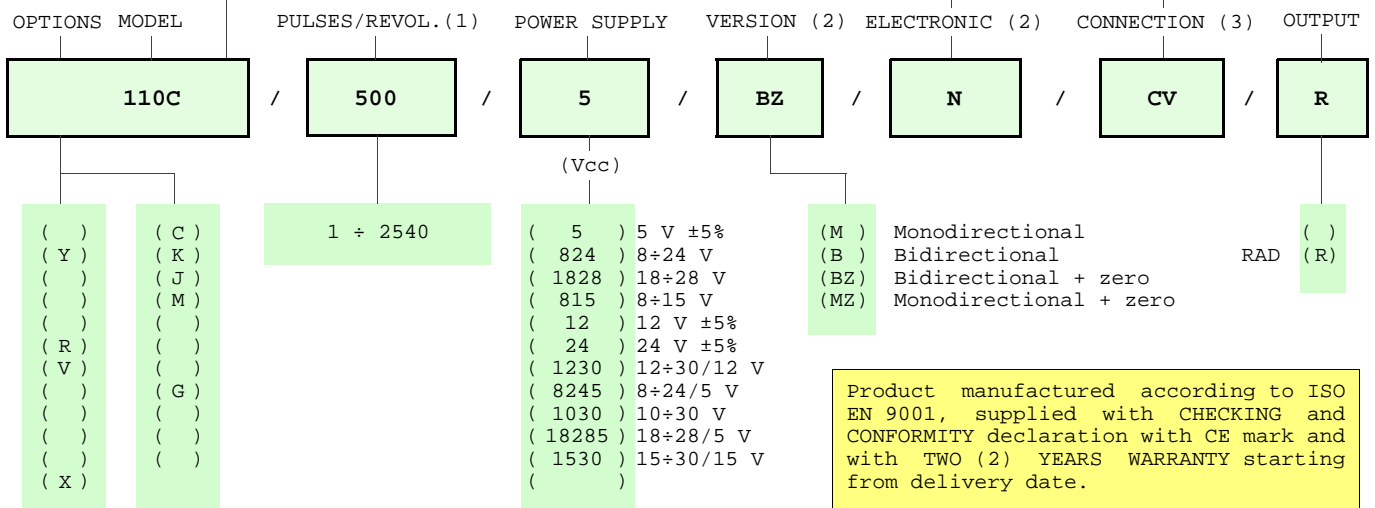 OPTIONS MODEL PULSES/REVOL.(1) POWER SUPPLY VERSION (2) ELECTRONIC (2) CONNECTION (3) OUTPUT
110C / 500 / 5 / BZ / N / CV / R
(Vcc)
( ) ( C ) 1 ÷ 2540 ( 5 ) 5 V ±5% (M ) Monodirectional ( )
( Y ) ( K ) ( 824 ) 8÷24 V (B ) Bidirectional RAD (R)
( ) ( J ) ( 1828 ) 18÷28 V (BZ) Bidirectional + zero
( ) ( M ) ( 815 ) 8÷15 V (MZ) Monodirectional + zero
( ) ( ) ( 12 ) 12 V ±5%
( R ) ( ) ( 24 ) 24 V ±5%
( V ) ( ) ( 1230 ) 12÷30/12 V
( ) ( G ) ( 8245 ) 8÷24/5 V
( ) ( ) ( 1030 ) 10÷30 V
( ) ( ) ( 18285 ) 18÷28/5 V
( ) ( ) ( 1530 ) 15÷30/15 V
( X ) ( )
Product manufactured according to ISO
EN 9001, supplied with CHECKING and
CONFORMITY declaration with CE mark and
with TWO (2) YEARS WARRANTY starting
from delivery date.